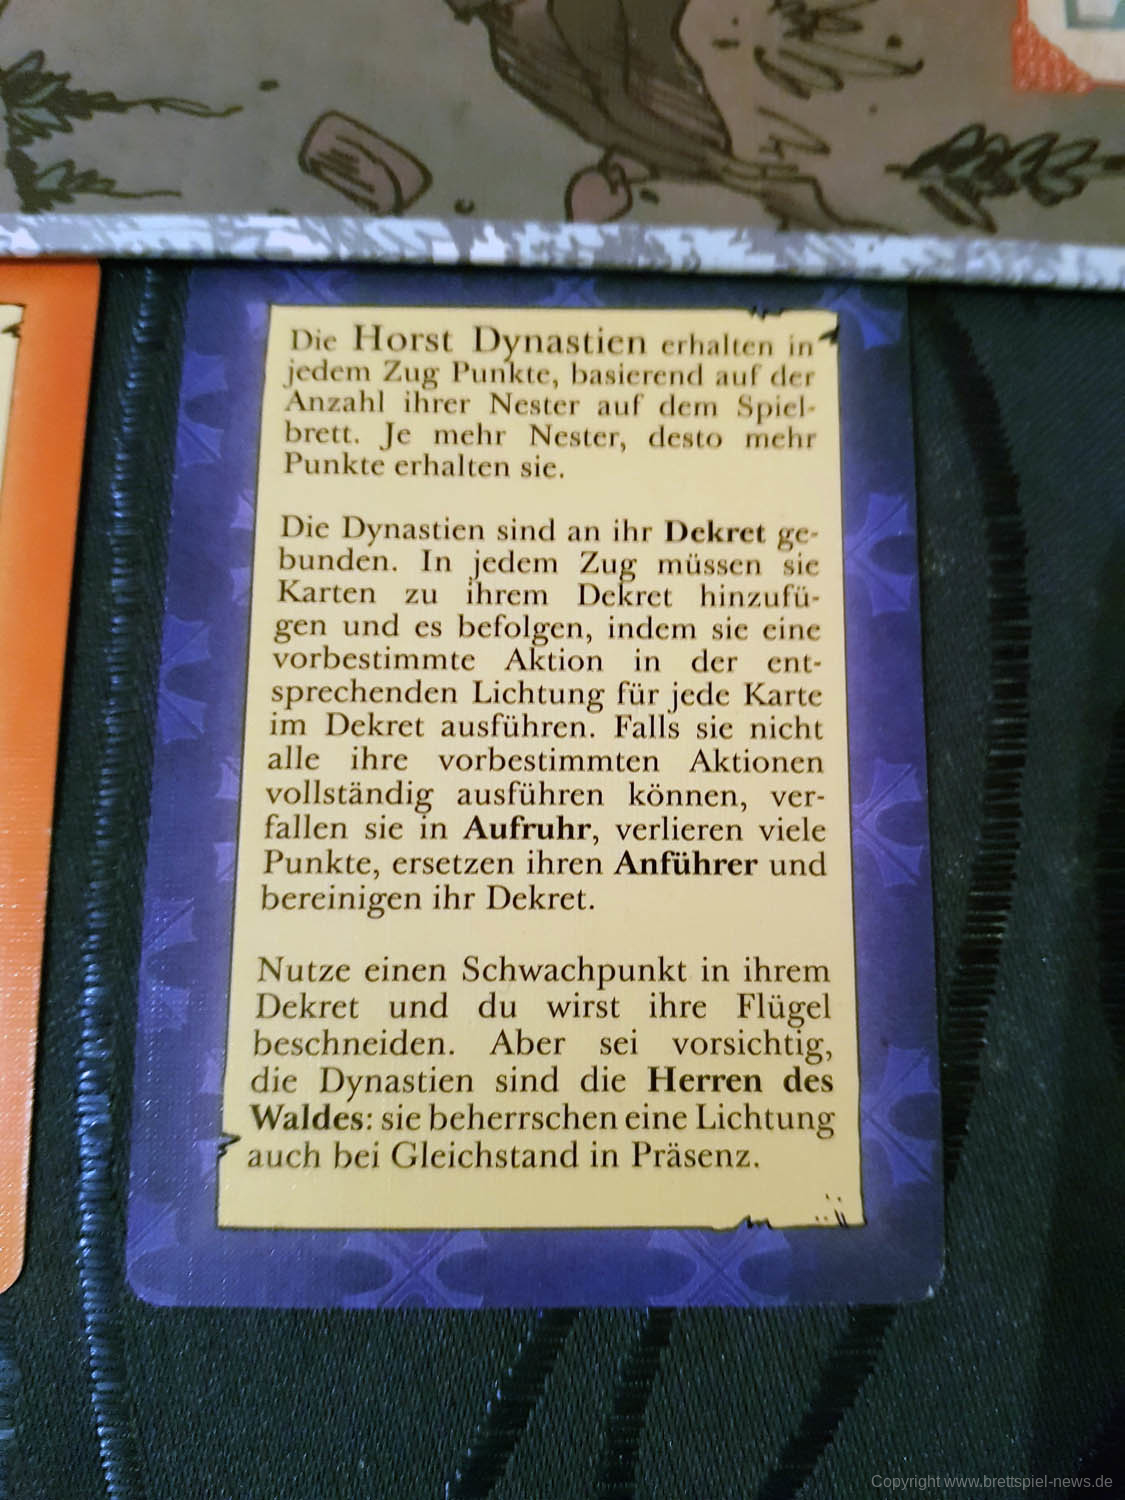 Die Horst Dynastien erhalten in
jedem Zug Punkte, basierend auf der
Anzahl ihrer Nester auf dem Spiel-
brett. Je mehr Nester, desto mehr
Punkte erhalten sie.
Die Dynastien sind an ihr Dekret ge-
bunden. In jedem Zug müssen sie
Karten zu ihrem Dekret hinzufü-
gen und es befolgen, indem sie eine
vorbestimmte Aktion in der ent-
sprechenden Lichtung für jede Karte
im Dekret ausführen. Falls sie nicht
alle ihre vorbestimmten Aktionen
vollständig ausführen können, ver-
fallen sie in Aufruhr, verlieren viele
Punkte, ersetzen ihren Anführer und
bereinigen ihr Dekret.
Nutze einen Schwachpunkt in ihrem
Dekret und du wirst ihre Flügel
beschneiden. Aber sei vorsichtig,
die Dynastien sind die Herren des
Waldes: sie beherrschen eine Lichtung
auch bei Gleichstand in Präsenz.
Copyright www.brettspiel-news.de